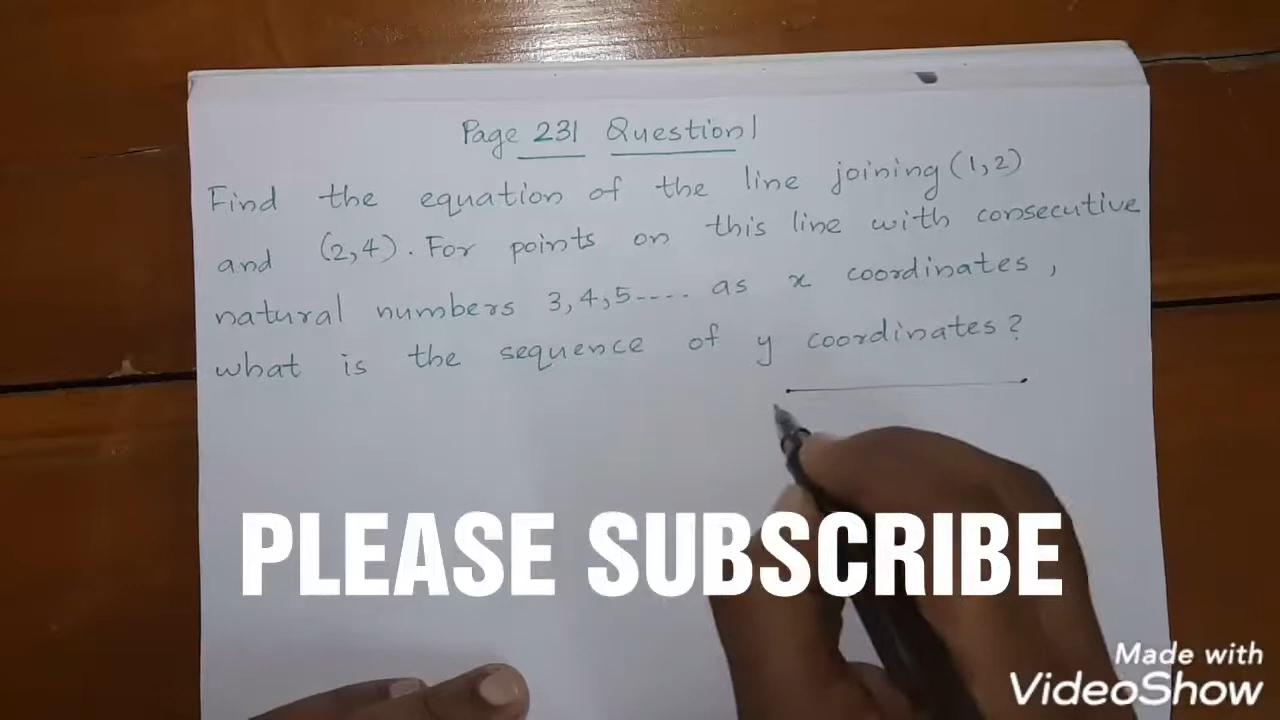 Page 231 Question 1
Find the equation of the line joining (1,2)
and (2,4). For points on this line with consecutive
natural numbers 3,4,5---- as x coordinates,
what is the sequence of y coordinates?
PLEASE SUBSCRIBE
Made with
VideoShow